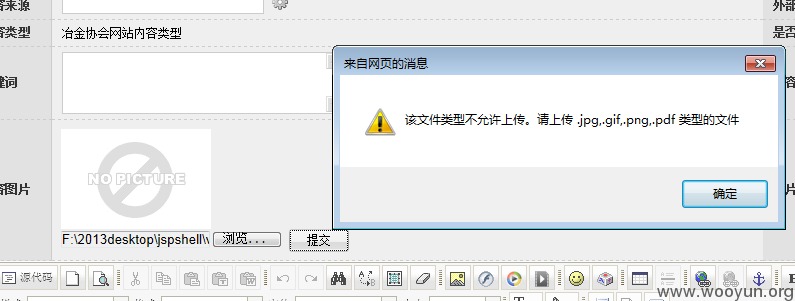 容来源
外部
容类型 冶金协会网站内容类型
是否
键词
来自网页的消息
该文件类型不允许上传。请上传 .jpg,.gif,.png,.pdf 类型的文件
确定
容图片
NO PICTURE
F:\2013desktop\jspshell\
浏览...
提交
源代码
www.wooyun.org